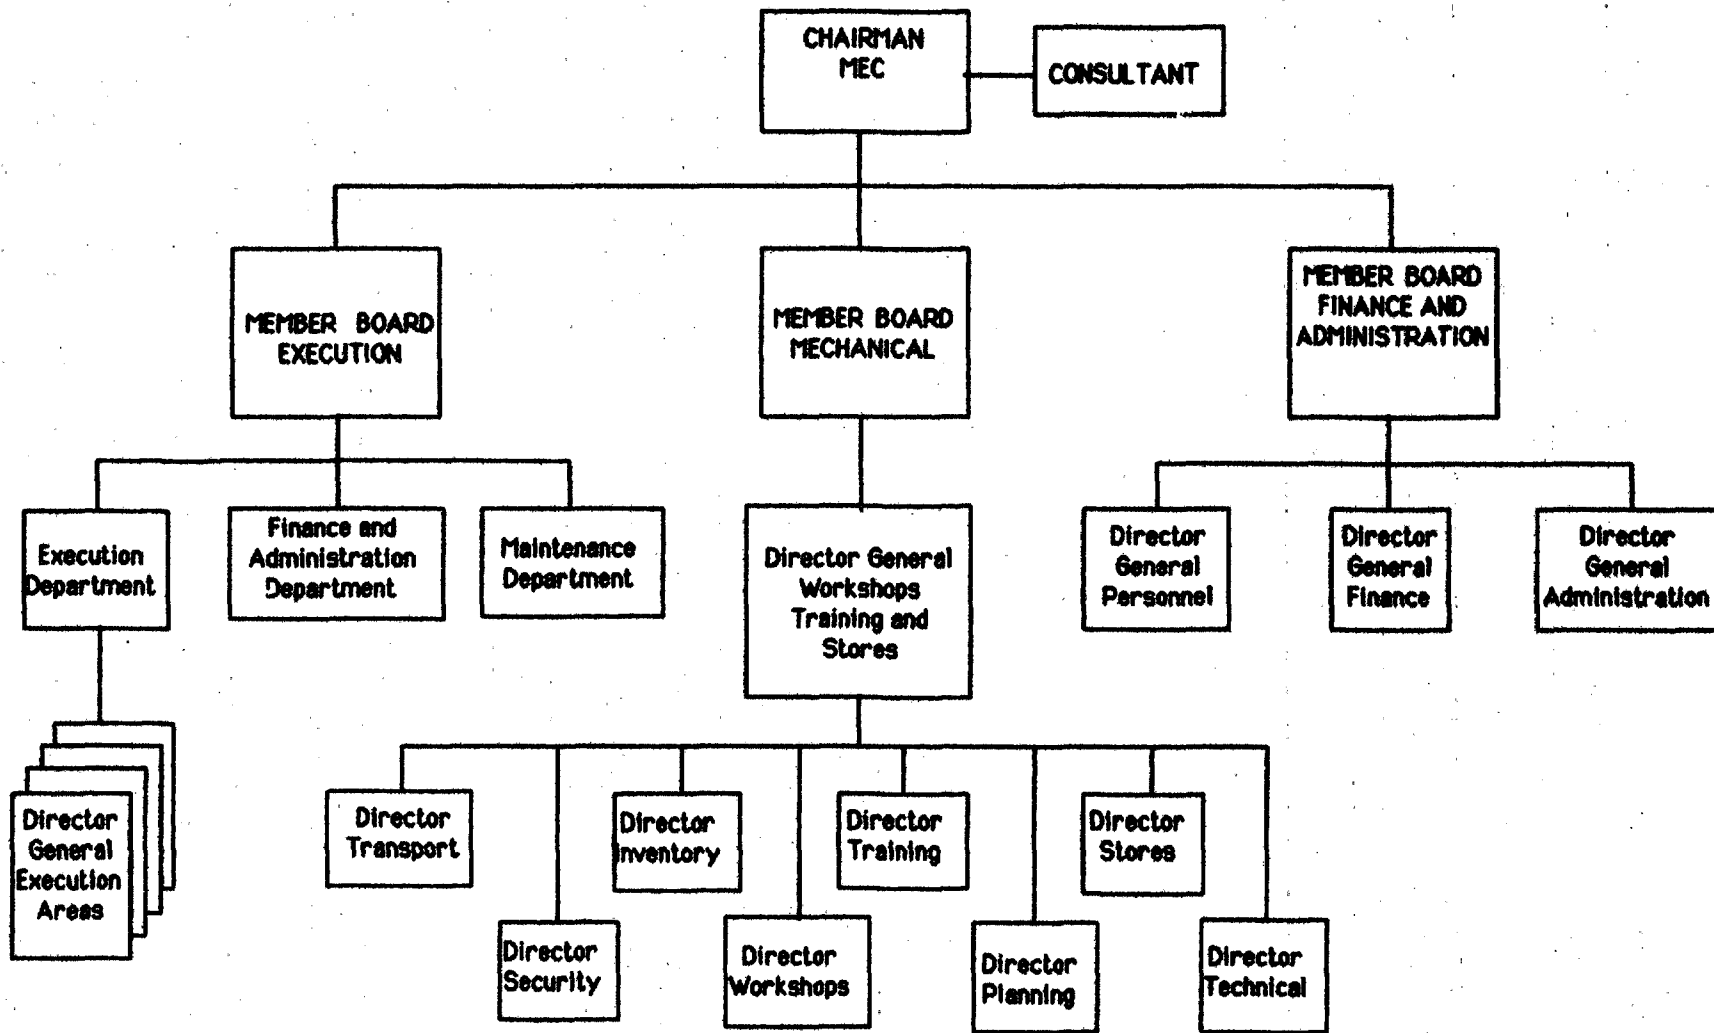 CHAIRMAN
MEC
CONSULTANT
MEMBER BOARD
EXECUTION
MEMBER BOARD
MECHANICAL
MEMBER BOARD
FINANCE AND
ADMINISTRATION
Execution
Department
Finance and
Administration
Department
Maintenance
Department
Director General
Workshops
Training and
Stores
Director
General
Personnel
Director
General
Finance
Director
General
Administration
Director
General
Execution
Areas
Director
Transport
Director
Inventory
Director
Training
Director
Stores
Director
Security
Director
Workshops
Director
Planning
Director
Technical